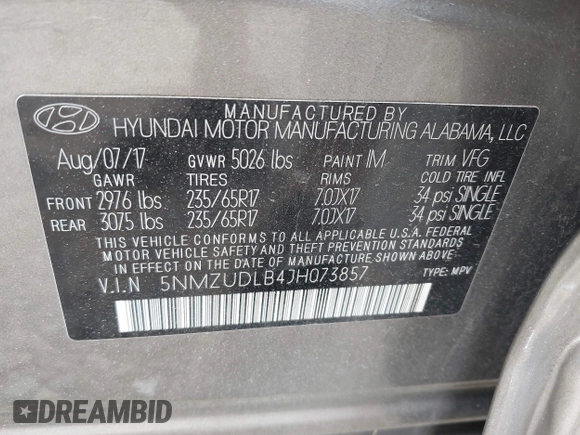 MANUFACTURED BY
HYUNDAI MOTOR MANUFACTURING ALABAMA, LLC
Aug/07/17 GVWR 5026 lbs PAINT IM TRIM VFG
GAWR TIRES RIMS COLD TIRE INFL
FRONT 2976 lbs 235/65R17 7.0JX17 34 psi SINGLE
REAR 3075 lbs 235/65R17 7.0JX17 34 psi SINGLE
THIS VEHICLE CONFORMS TO ALL APPLICABLE U.S.A. FEDERAL
MOTOR VEHICLE SAFETY AND THEFT PREVENTION STANDARDS
IN EFFECT ON THE DATE OF MANUFACTURE SHOWN ABOVE.
V.I.N 5NMZUDLB4JH073857 TYPE: MPV
DREAMBID